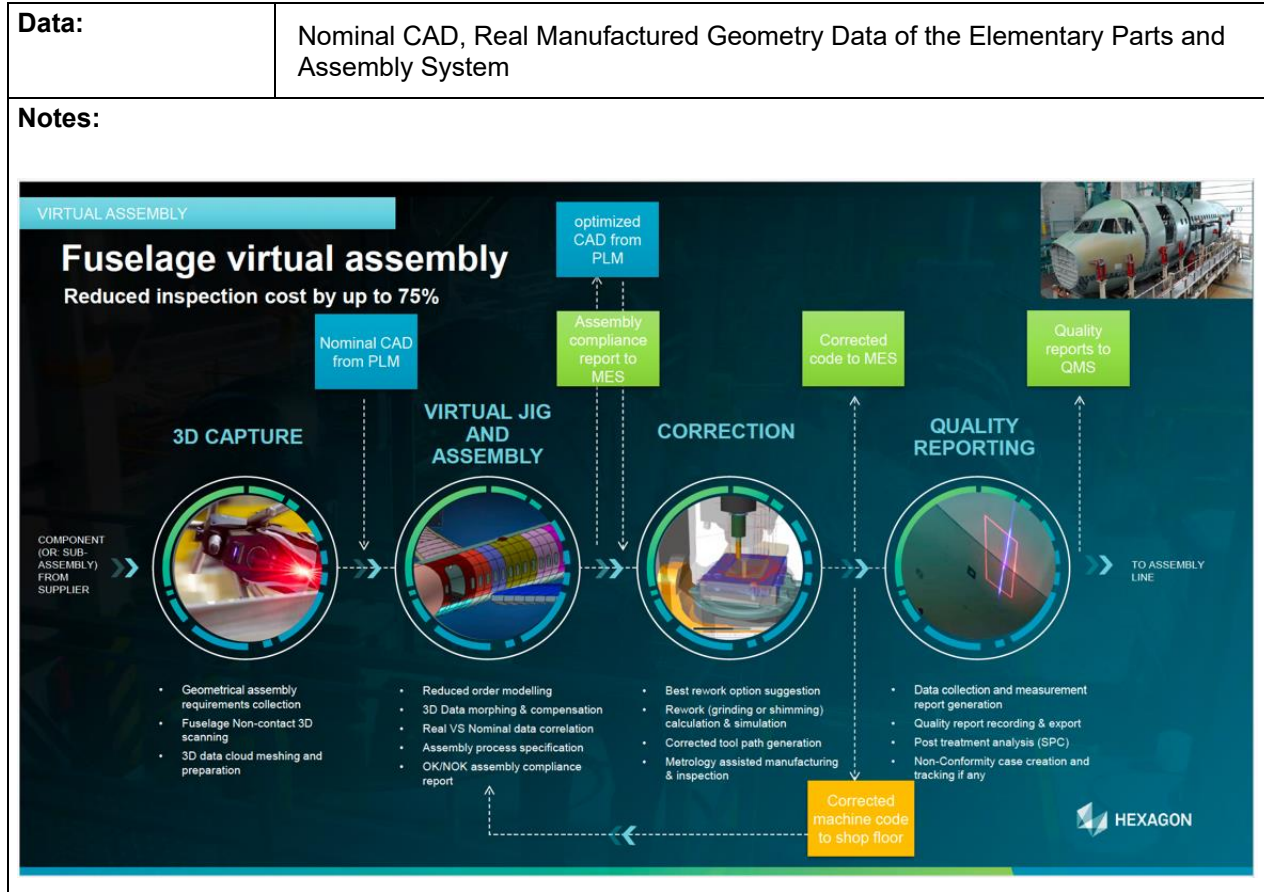 Data:
Nominal CAD, Real Manufactured Geometry Data of the Elementary Parts and
Assembly System
Notes:
VIRTUAL ASSEMBLY
Fuselage virtual assembly
Reduced inspection cost by up to 75%
optimized
CAD from
PLM
Nominal CAD
from PLM
Assembly
compliance
report to
MES
Corrected
code to MES
Quality
reports to
QMS
3D CAPTURE
VIRTUAL JIG
AND
ASSEMBLY
CORRECTION
QUALITY
REPORTING
COMPONENT
(OR: SUB-
ASSEMBLY)
FROM
SUPPLIER
TO ASSEMBLY
LINE
• Geometrical assembly
requirements collection
• Fuselage Non-contact 3D
scanning
• 3D data cloud meshing and
preparation
• Reduced order modelling
• 3D Data morphing & compensation
• Real VS Nominal data correlation
• Assembly process specification
• OK/NOK assembly compliance
report
• Best rework option suggestion
• Rework (grinding or shimming)
calculation & simulation
• Corrected tool path generation
• Metrology assisted manufacturing
& inspection
• Data collection and measurement
report generation
• Quality report recording & export
• Post treatment analysis (SPC)
• Non-Conformity case creation and
tracking if any
Corrected
machine code
to shop floor
HEXAGON